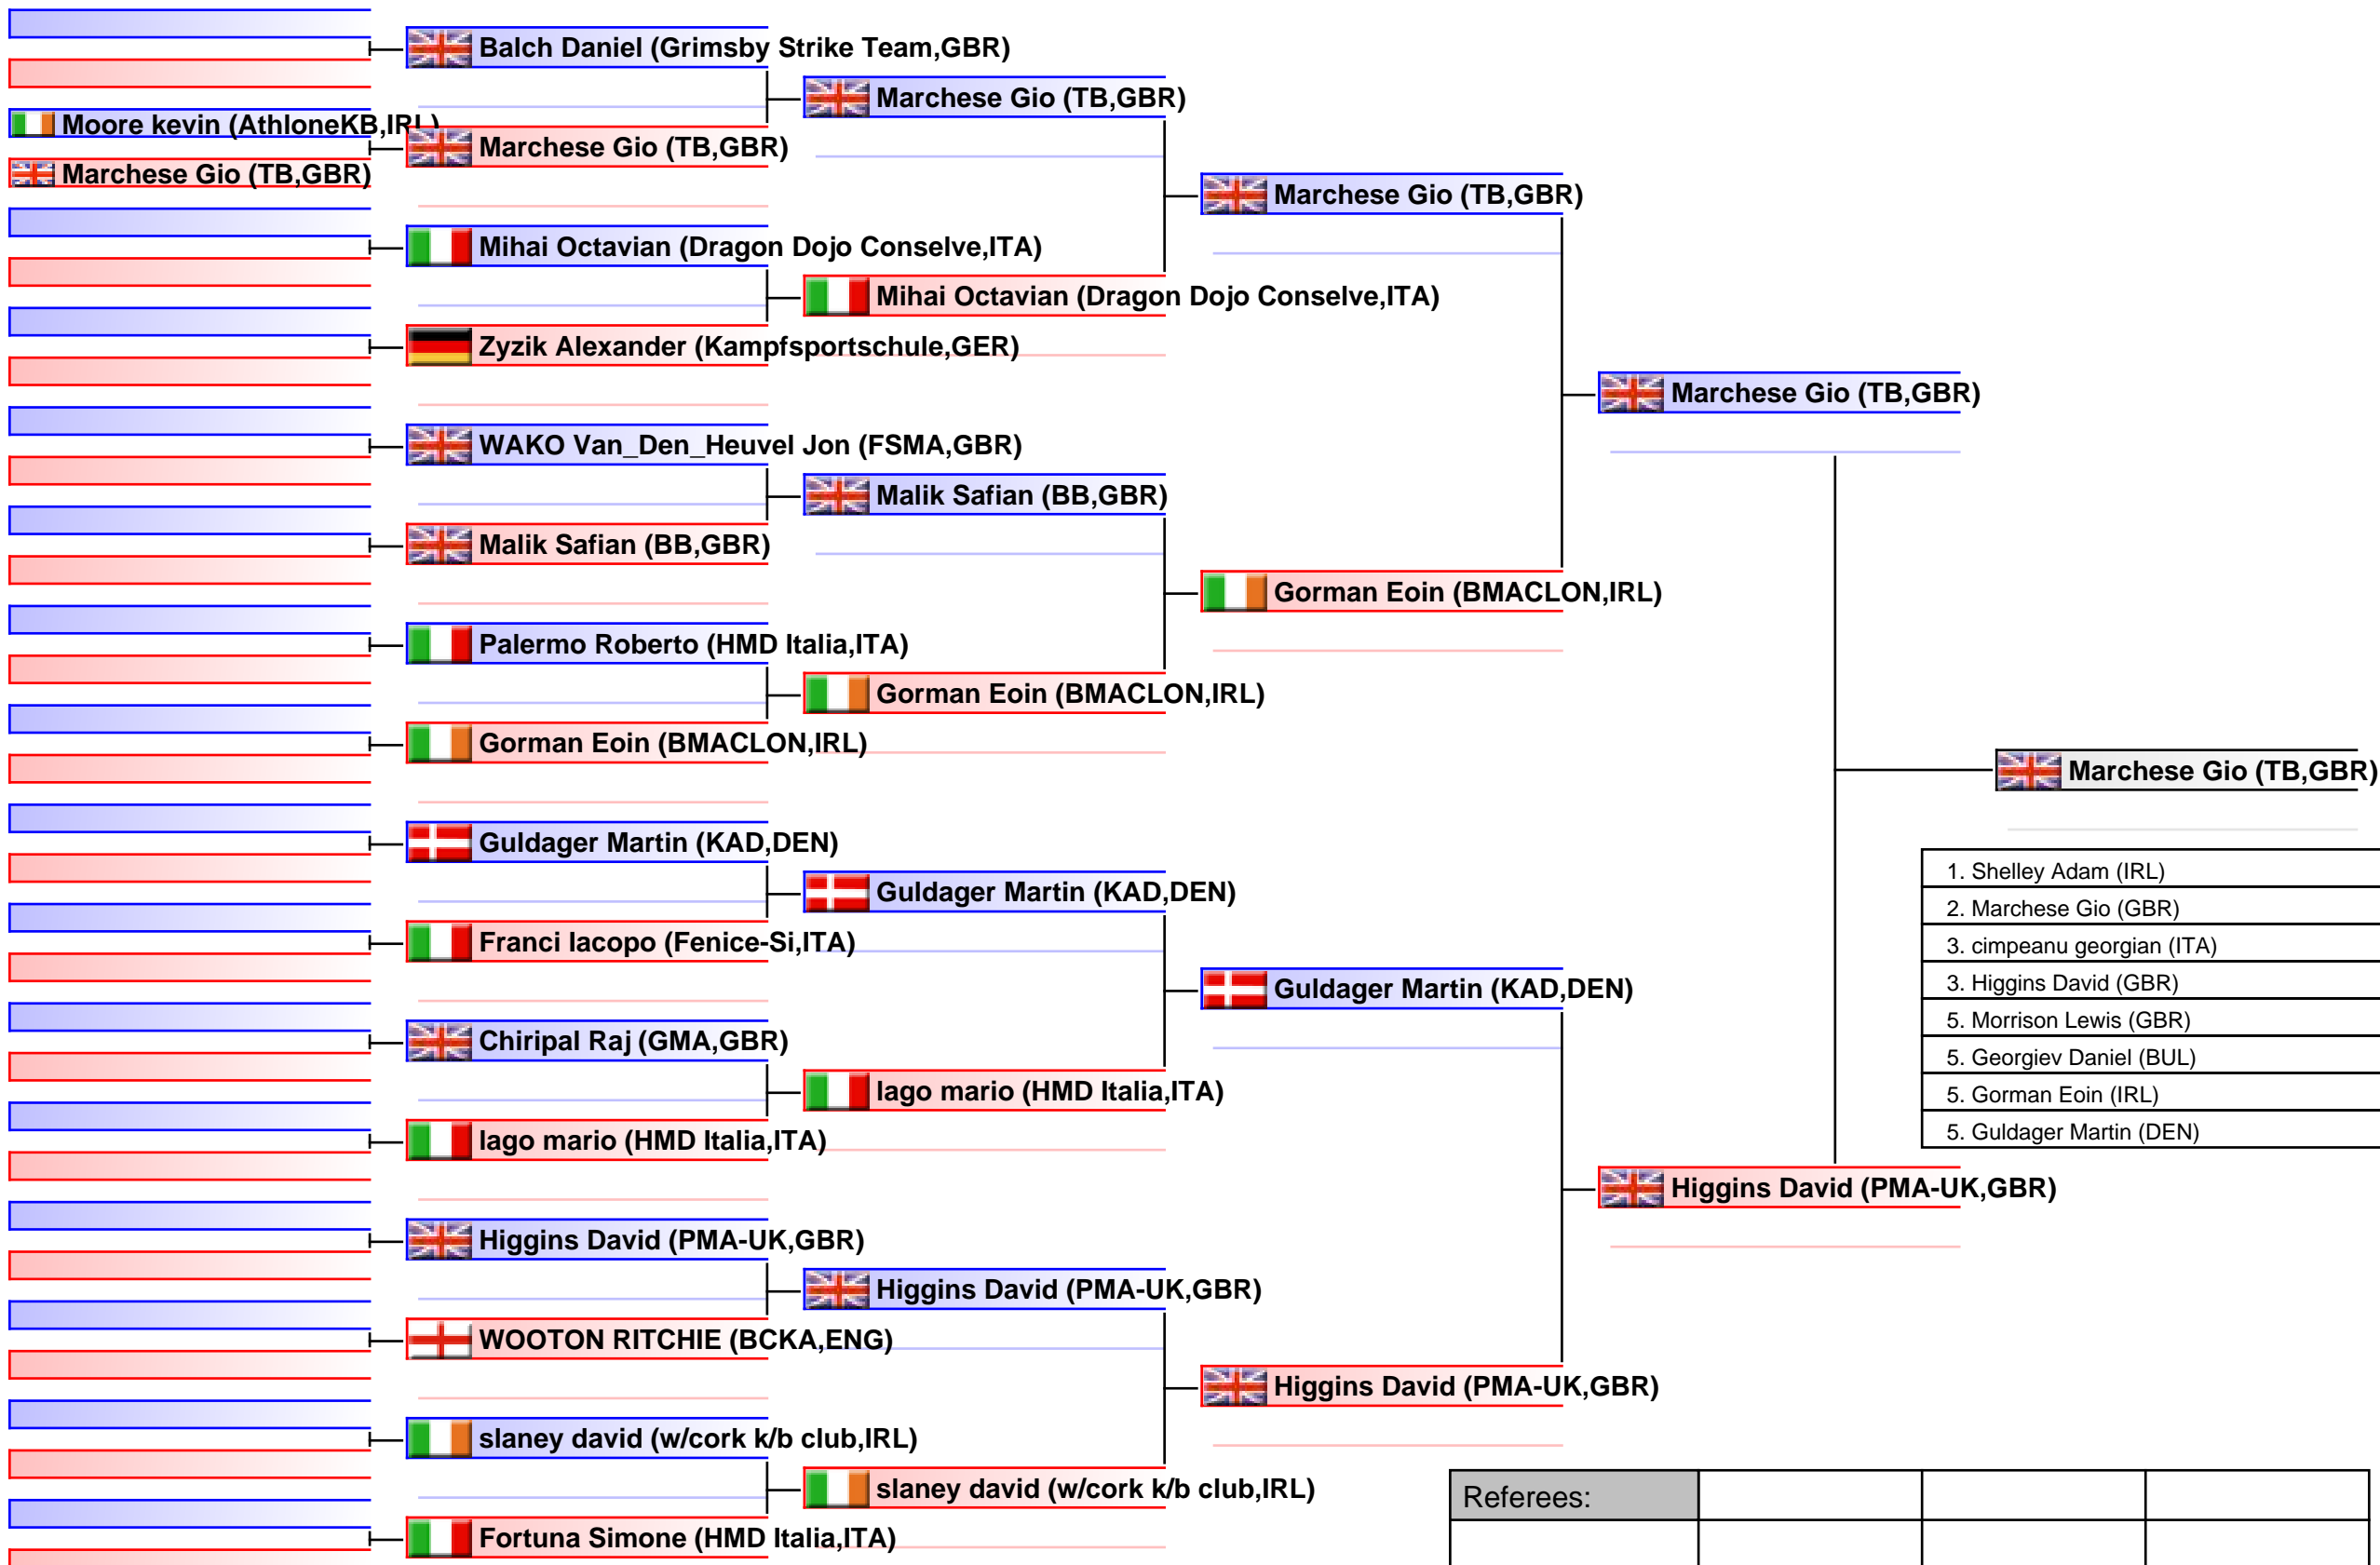 Moore kevin (AthloneKB,IRL)
Marchese Gio (TB,GBR)
Balch Daniel (Grimsby Strike Team,GBR)
Marchese Gio (TB,GBR)
Mihai Octavian (Dragon Dojo Conselve,ITA)
Zyzik Alexander (Kampfsportschule,GER)
WAKO Van_Den_Heuvel Jon (FSMA,GBR)
Malik Safian (BB,GBR)
Palermo Roberto (HMD Italia,ITA)
Gorman Eoin (BMACLON,IRL)
Guldager Martin (KAD,DEN)
Franci Iacopo (Fenice-Si,ITA)
Chiripal Raj (GMA,GBR)
lago mario (HMD Italia,ITA)
Higgins David (PMA-UK,GBR)
WOOTON RITCHIE (BCKA,ENG)
slaney david (w/cork k/b club,IRL)
Fortuna Simone (HMD Italia,ITA)
Marchese Gio (TB,GBR)
Mihai Octavian (Dragon Dojo Conselve,ITA)
Malik Safian (BB,GBR)
Gorman Eoin (BMACLON,IRL)
Guldager Martin (KAD,DEN)
lago mario (HMD Italia,ITA)
Higgins David (PMA-UK,GBR)
slaney david (w/cork k/b club,IRL)
Marchese Gio (TB,GBR)
Gorman Eoin (BMACLON,IRL)
Guldager Martin (KAD,DEN)
Higgins David (PMA-UK,GBR)
Marchese Gio (TB,GBR)
Higgins David (PMA-UK,GBR)
Marchese Gio (TB,GBR)
1. Shelley Adam (IRL)
2. Marchese Gio (GBR)
3. cimpeanu georgian (ITA)
3. Higgins David (GBR)
5. Morrison Lewis (GBR)
5. Georgiev Daniel (BUL)
5. Gorman Eoin (IRL)
5. Guldager Martin (DEN)
Referees: